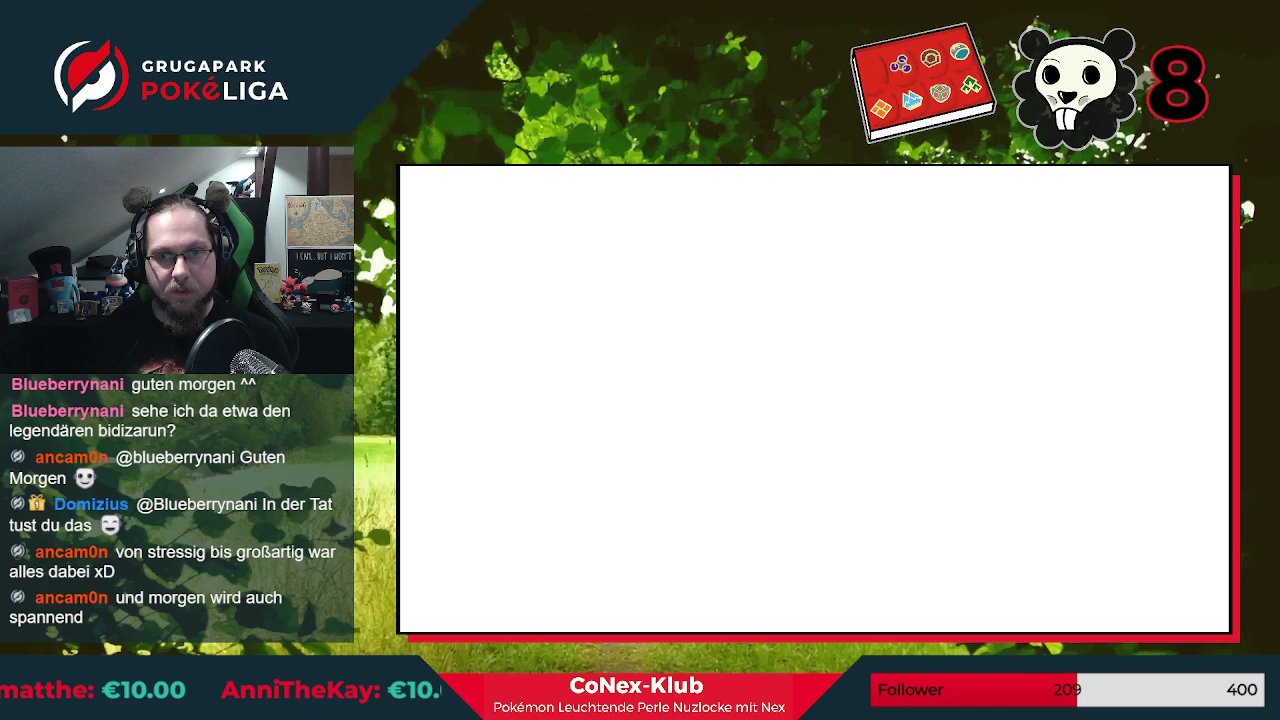 GRUGAPARK
POKéLIGA
8
I CAN.. BUT I WON'T
Blueberrynani guten morgen ^^
Blueberrynani sehe ich da etwa den
legendären bidizarun?
ancam0n @blueberrynani Guten
Morgen
Domizius @Blueberrynani In der Tat
tust du das
ancam0n von stressig bis großartig war
alles dabei xD
ancam0n und morgen wird auch
spannend
matthe: €10.00 AnniTheKay: €10.
CoNex-Klub
Pokémon Leuchtende Perle Nuzlocke mit Nex
Follower 209 400